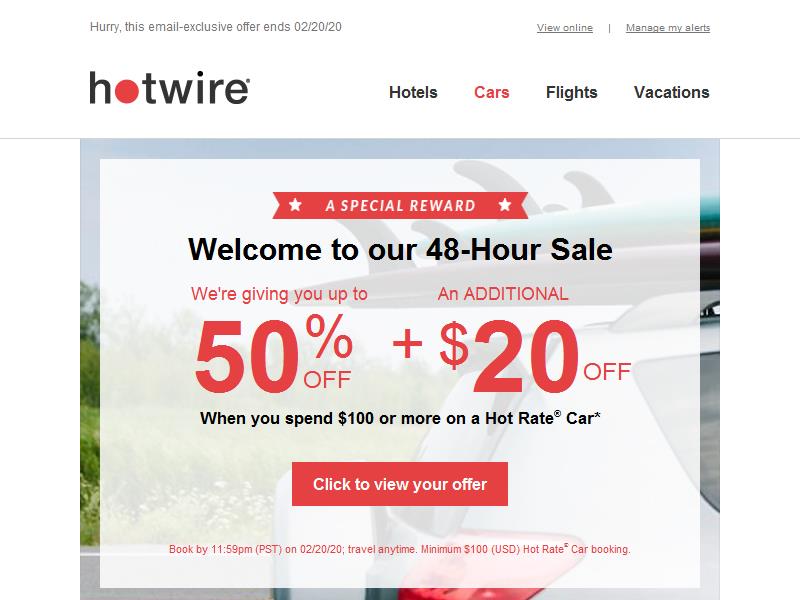 Hurry, this email-exclusive offer ends 02/20/20
View online | Manage my alerts
hotwire®
Hotels Cars Flights Vacations
★ A SPECIAL REWARD ★
Welcome to our 48-Hour Sale
We're giving you up to An ADDITIONAL
50% OFF + $20 OFF
When you spend $100 or more on a Hot Rate® Car*
Click to view your offer
Book by 11:59pm (PST) on 02/20/20; travel anytime. Minimum $100 (USD) Hot Rate® Car booking.